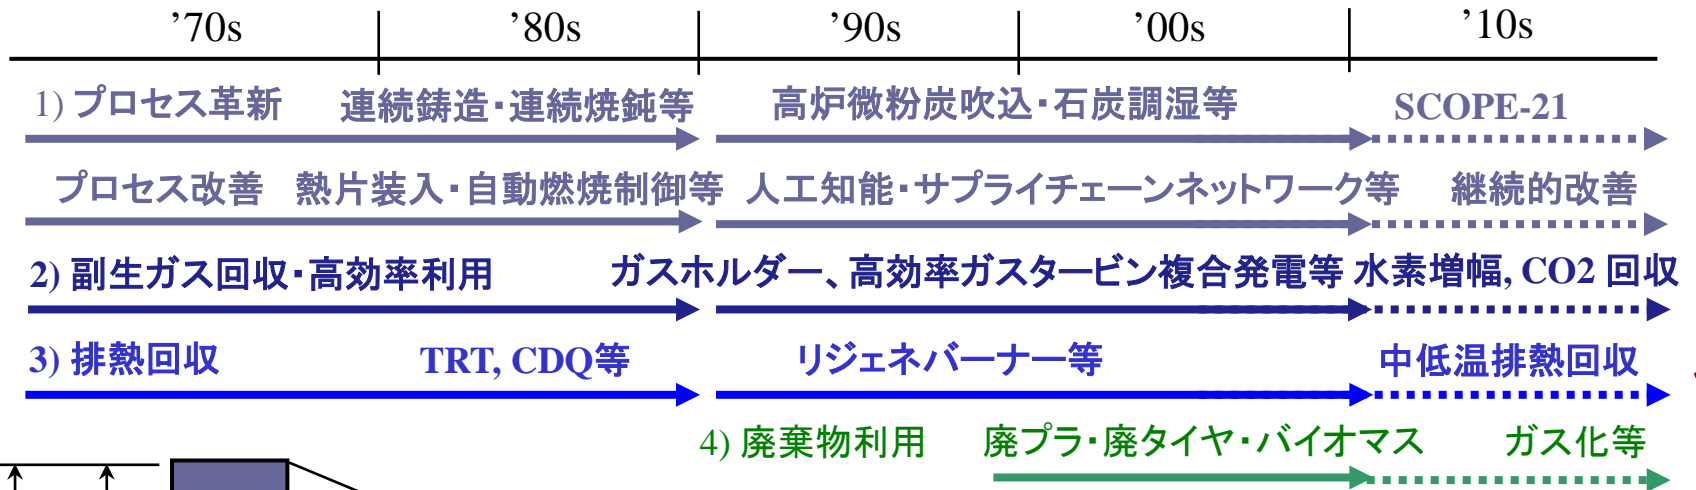 ’70s ’80s ’90s ’00s ’10s
1) プロセス革新 連続鋳造・連続焼鈍等 高炉微粉炭吹込・石炭調湿等 SCOPE-21
プロセス改善 熱片装入・自動燃焼制御等 人工知能・サプライチェーンネットワーク等 継続的改善
2) 副生ガス回収・高効率利用 ガスホルダー、高効率ガスタービン複合発電等 水素増幅, CO2 回収
3) 排熱回収 TRT, CDQ等 リジェネバーナー等 中低温排熱回収
4) 廃棄物利用 廃プラ・廃タイヤ・バイオマス ガス化等